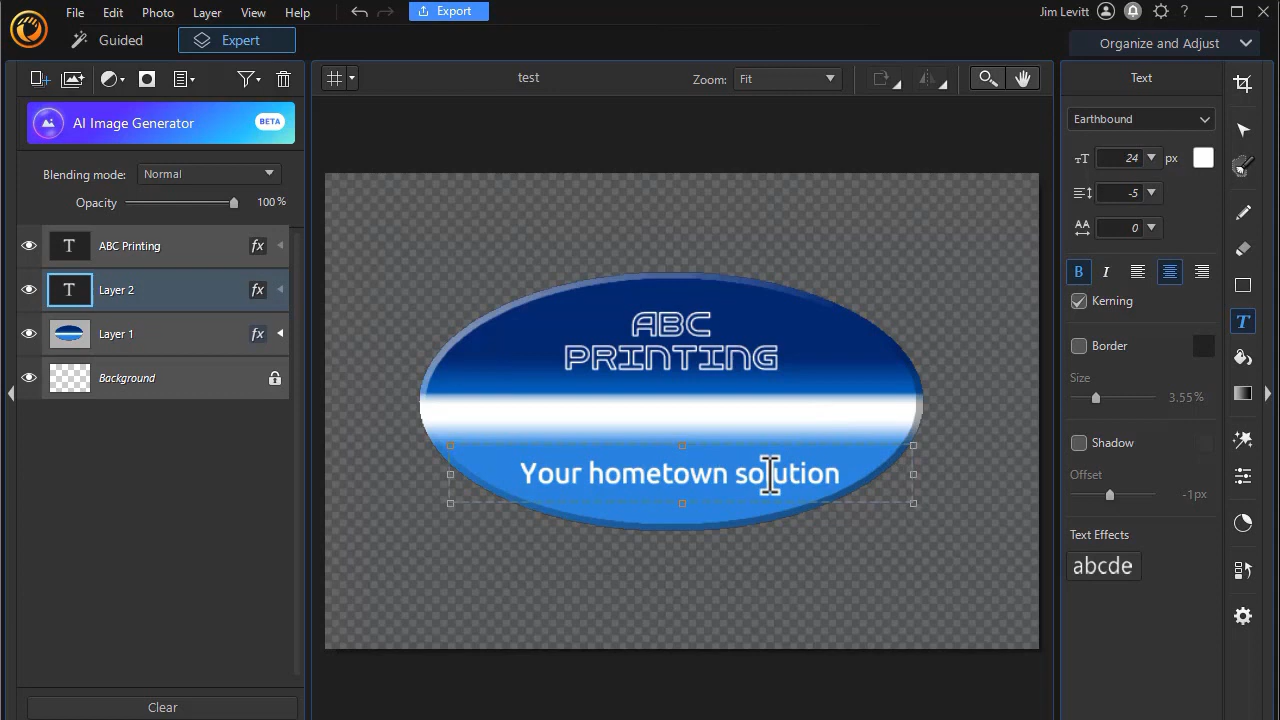 File Edit Photo Layer View Help Export Jim Levitt ?
Guided Expert Organize and Adjust
test Zoom: Fit Text
AI Image Generator BETA
Earthbound
Blending mode: Normal
24 px
Opacity 100%
-5
AA 0
ABC Printing fx
B I
T Layer 2 fx
Kerning
Layer 1 fx
Border
Background
Size
3.55%
Shadow
Offset
-1px
Text Effects
abcde
ABC
PRINTING
Your hometown solution
Clear